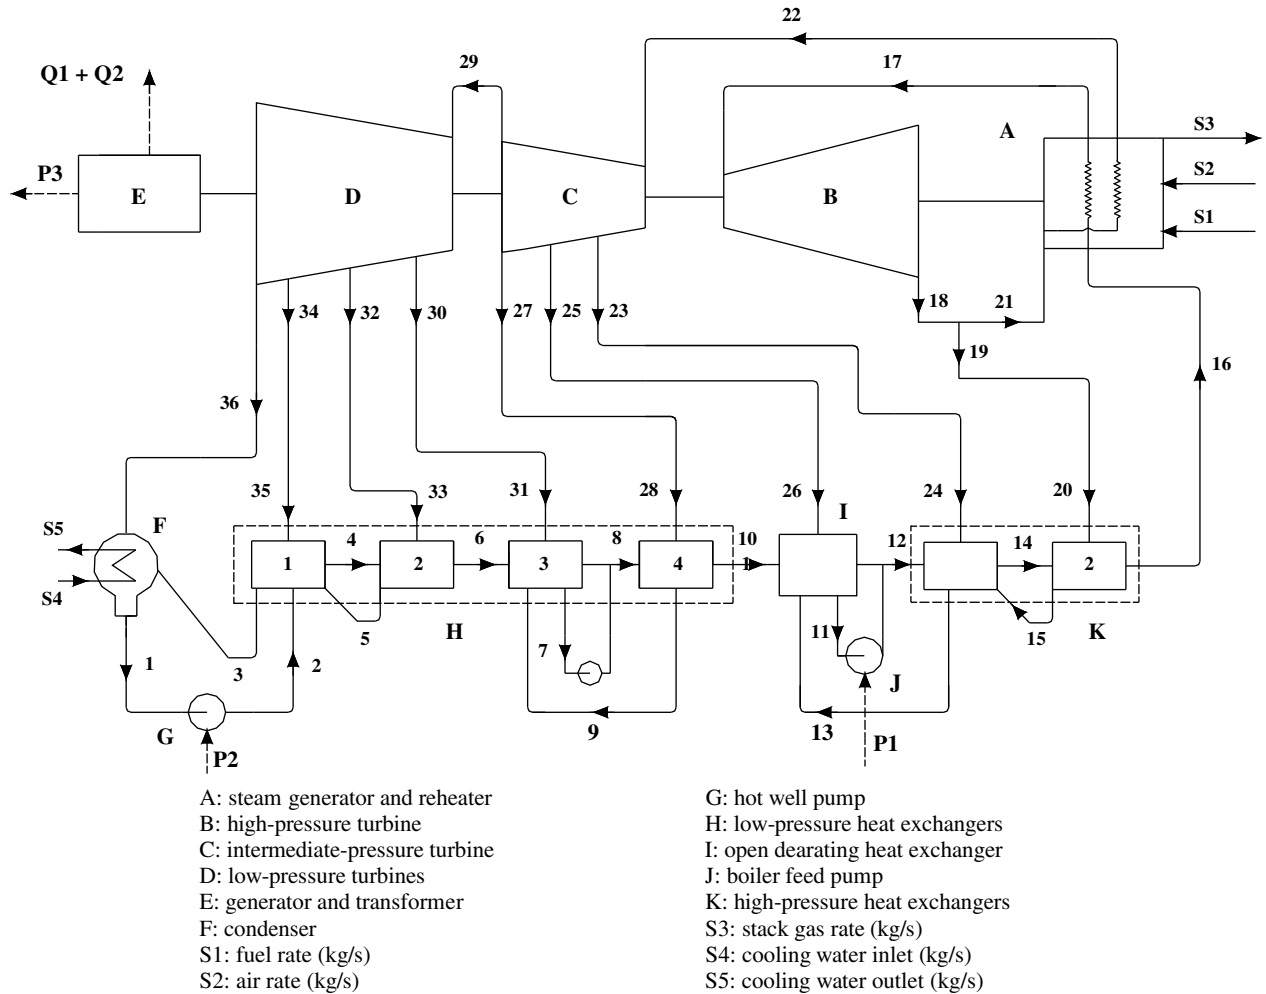 22
29
17
Q1 + Q2
A
S3
P3
S2
E
D
C
B
S1
34
32
30
27
25
23
18
21
19
16
36
35
33
31
28
26
24
20
S5
F
I
4
6
8
10
12
14
1
2
3
4
1
2
S4
5
H
11
15
K
1
3
2
7
J
G
9
13
P2
P1
A: steam generator and reheater
B: high-pressure turbine
C: intermediate-pressure turbine
D: low-pressure turbines
E: generator and transformer
F: condenser
S1: fuel rate (kg/s)
S2: air rate (kg/s)
G: hot well pump
H: low-pressure heat exchangers
I: open dearating heat exchanger
J: boiler feed pump
K: high-pressure heat exchangers
S3: stack gas rate (kg/s)
S4: cooling water inlet (kg/s)
S5: cooling water outlet (kg/s)